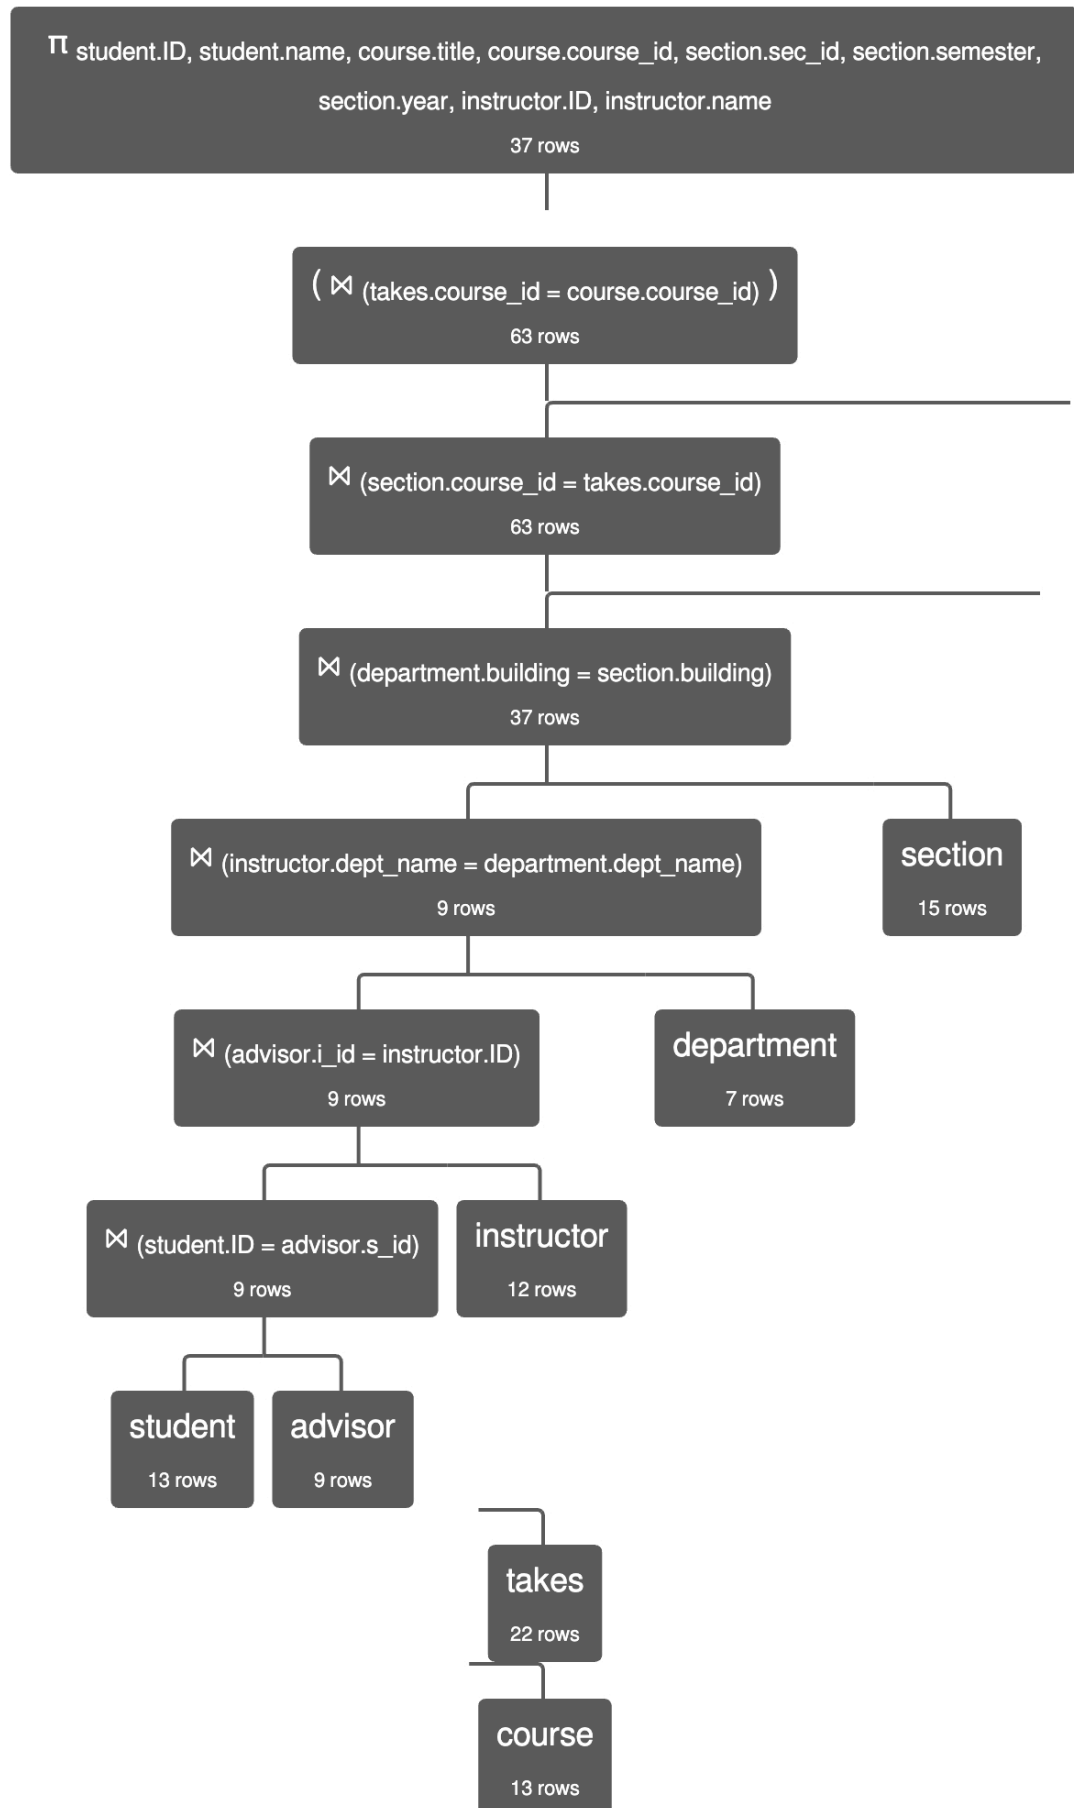 π student.ID, student.name, course.title, course.course_id, section.sec_id, section.semester,
section.year, instructor.ID, instructor.name
37 rows
( ⋈ (takes.course_id = course.course_id) )
63 rows
⋈ (section.course_id = takes.course_id)
63 rows
⋈ (department.building = section.building)
37 rows
⋈ (instructor.dept_name = department.dept_name)
9 rows
section
15 rows
⋈ (advisor.i_id = instructor.ID)
9 rows
department
7 rows
⋈ (student.ID = advisor.s_id)
9 rows
instructor
12 rows
student
13 rows
advisor
9 rows
takes
22 rows
course
13 rows